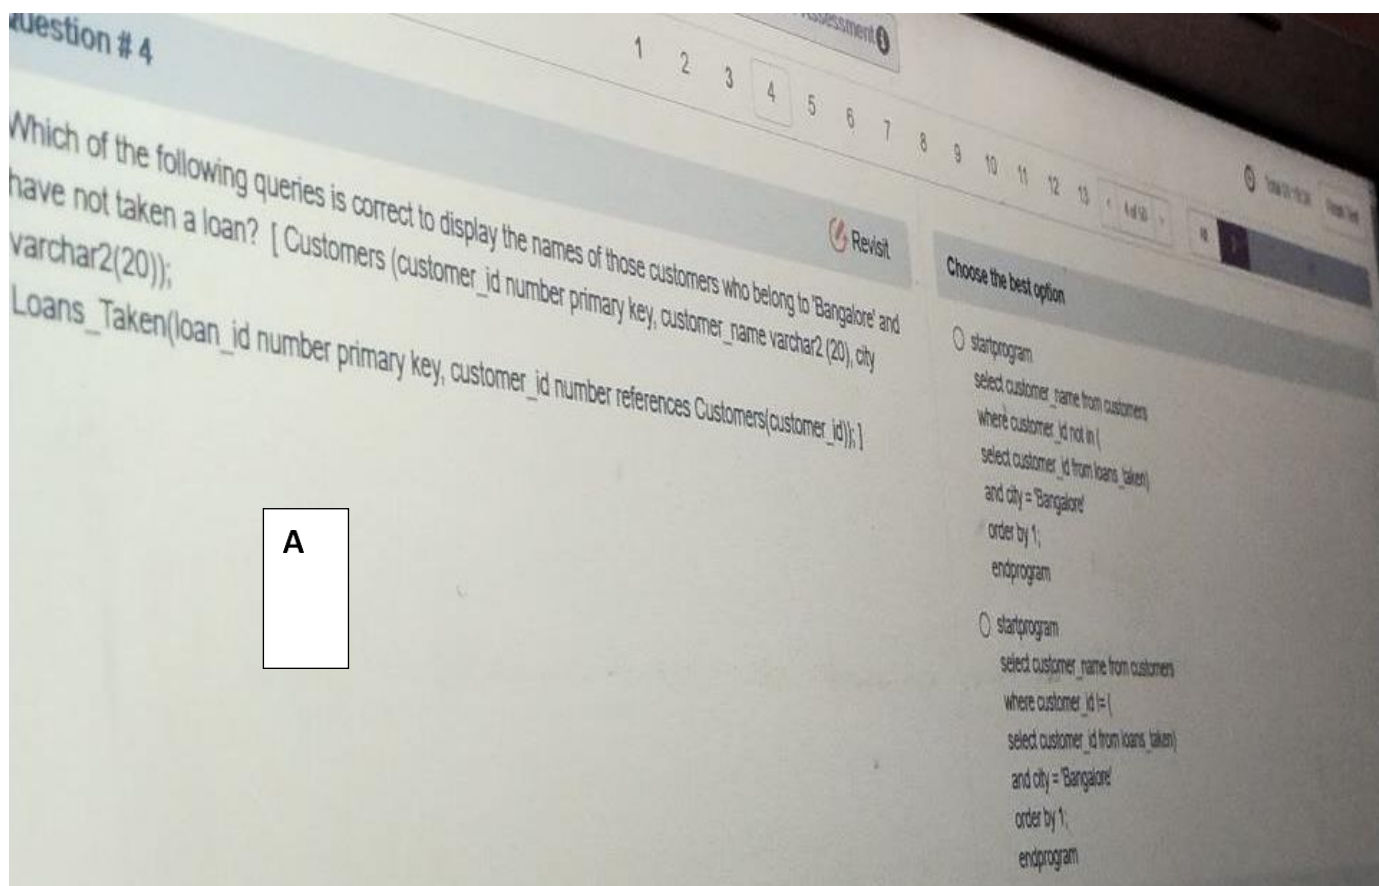 uestion # 4
ssessment
1 2 3 4 5 6 7 8 9 10 11 12 13 4 of 50
Revisit
Which of the following queries is correct to display the names of those customers who belong to 'Bangalore' and
have not taken a loan? [ Customers (customer_id number primary key, customer_name varchar2 (20), city
varchar2(20));
Loans_Taken(loan_id number primary key, customer_id number references Customers(customer_id)); ]
A
Choose the best option
startprogram
select customer_name from customers
where customer_id not in (
select customer_id from loans_taken)
and city = 'Bangalore'
order by 1;
endprogram
startprogram
select customer_name from customers
where customer_id != (
select customer_id from loans_taken)
and city = 'Bangalore'
order by 1;
endprogram